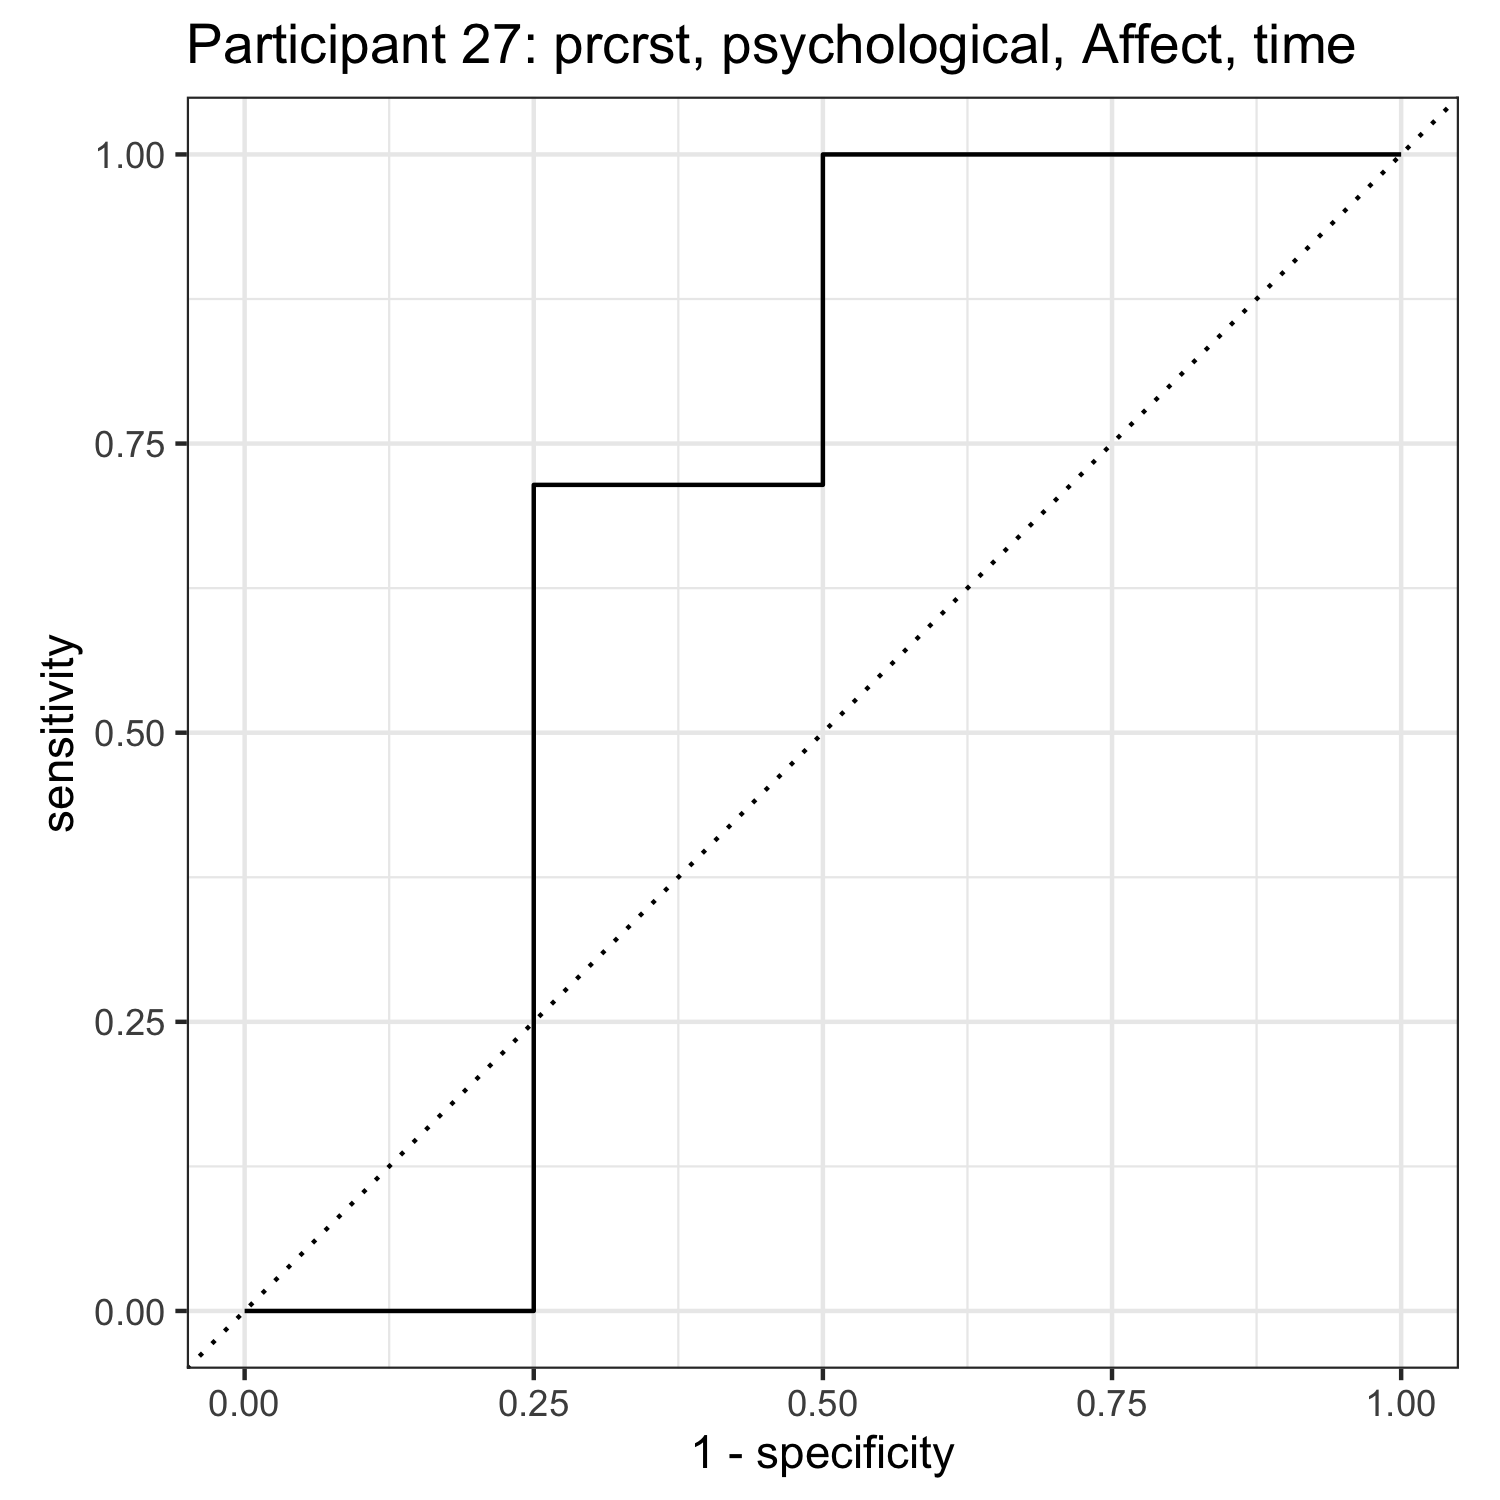 Participant 27: prcrst, psychological, Affect, time
1.00
0.75
0.50
0.25
0.00
sensitivity
0.00 0.25 0.50 0.75 1.00
1 - specificity